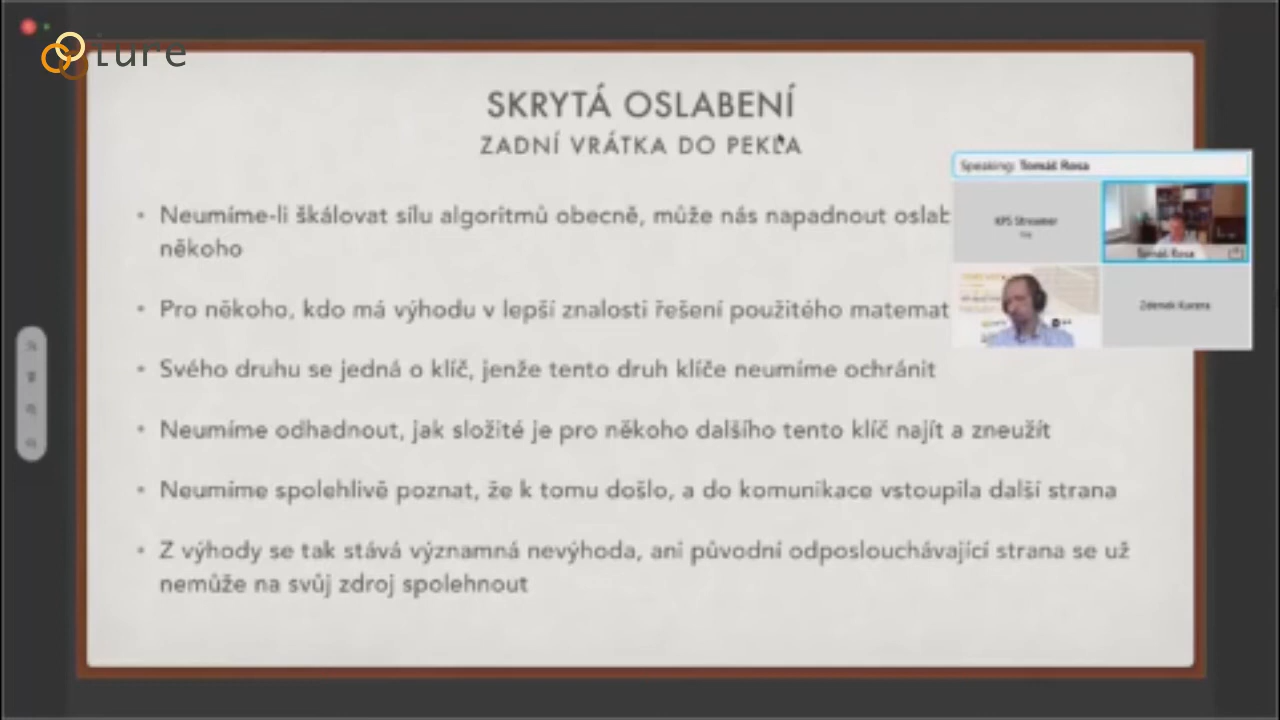 ture
SKRYTÁ OSLABENÍ
ZADNÍ VRÁTKA DO PEKLA
Speaking: Tomáš Rosa
• Neumíme-li škálovat sílu algoritmů obecně, může nás napadnout oslab
někoho
KPS Streamer
Tomáš Rosa
• Pro někoho, kdo má výhodu v lepší znalosti řešení použitého matemat
• Svého druhu se jedná o klíč, jenže tento druh klíče neumíme ochránit
• Neumíme odhadnout, jak složité je pro někoho dalšího tento klíč najít a zneužít
• Neumíme spolehlivě poznat, že k tomu došlo, a do komunikace vstoupila další strana
• Z výhody se tak stává významná nevýhoda, ani původní odposlouchávající strana se už
nemůže na svůj zdroj spolehnout